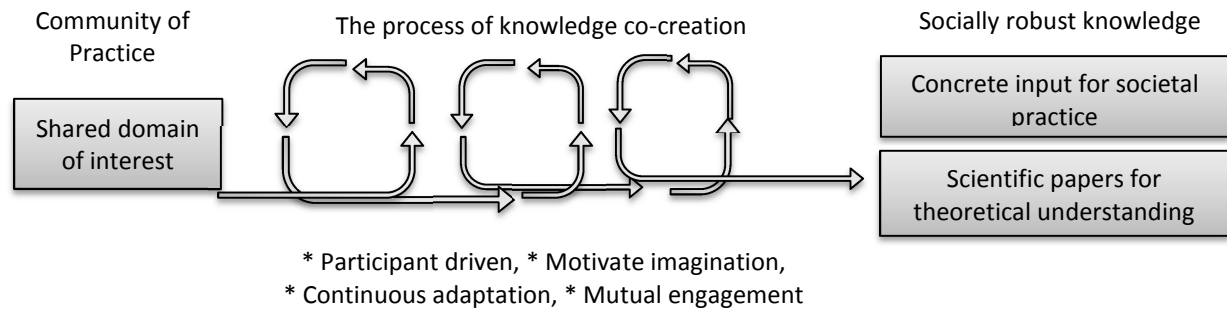 Community of
Practice
Shared domain
of interest
The process of knowledge co-creation
* Participant driven, * Motivate imagination,
* Continuous adaptation, * Mutual engagement
Socially robust knowledge
Concrete input for societal
practice
Scientific papers for
theoretical understanding